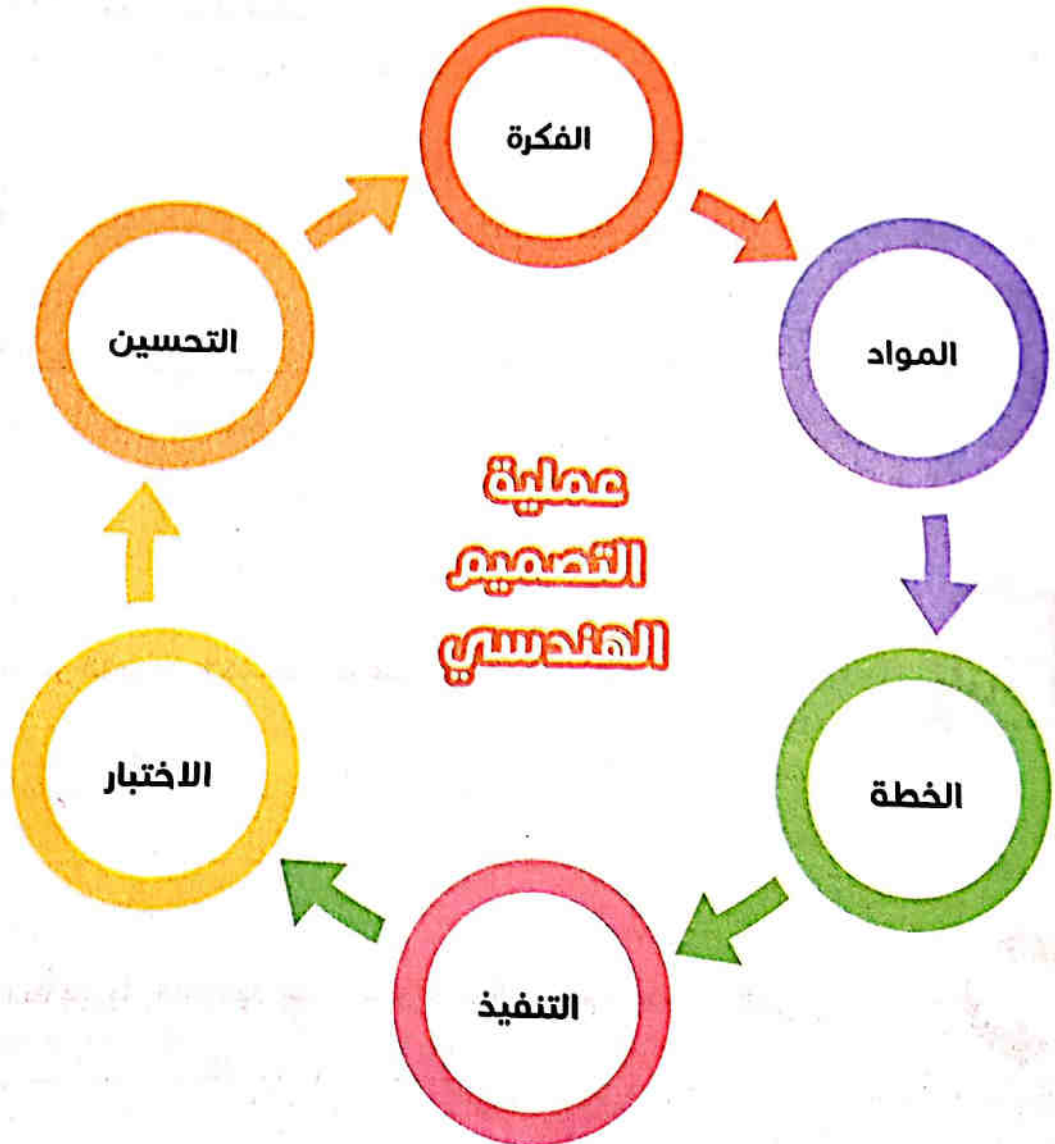 الفكرة
المواد
الخطة
التنفيذ
الاختبار
التحسين
عملية
التصميم
الهندسي